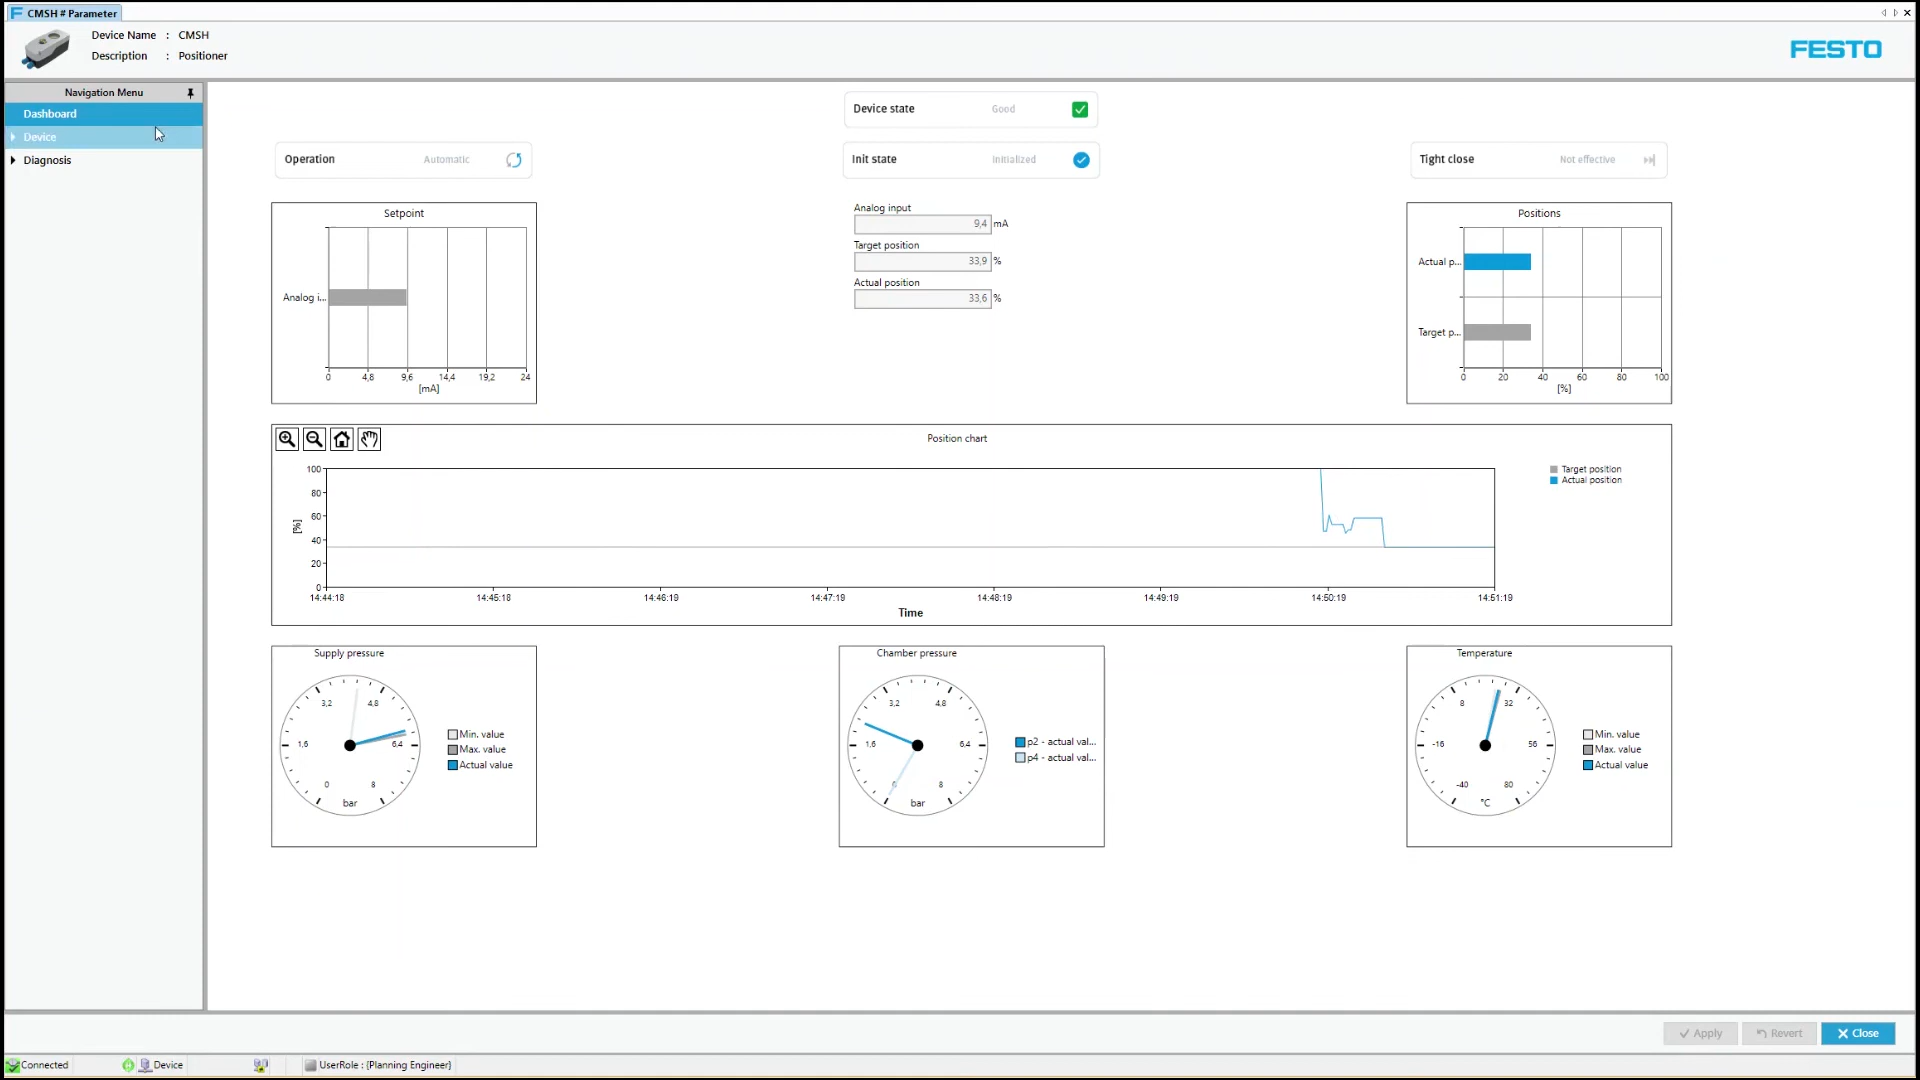 CMSH # Parameter
Device Name : CMSH
Description : Positioner
FESTO
Navigation Menu
Dashboard
Device
Diagnosis
Device state Good
Operation Automatic
Init state Initialized
Tight close Not effective
Setpoint
Analog i...
0 4,8 9,6 14,4 19,2 24
[mA]
Analog input
9,4 mA
Target position
33,9 %
Actual position
33,6 %
Positions
Actual p...
Target p...
0 20 40 60 80 100
[%]
Position chart
100
80
60
40
20
0
[%]
14:44:18 14:45:18 14:46:19 14:47:19 14:48:19 14:49:19 14:50:19 14:51:19
Time
Target position
Actual position
Supply pressure
3,2 4,8
1,6 6,4
0 8
bar
Min. value
Max. value
Actual value
Chamber pressure
3,2 4,8
1,6 6,4
0 8
bar
p2 - actual val...
p4 - actual val...
Temperature
8 32
-16 56
-40 80
°C
Min. value
Max. value
Actual value
Apply Revert Close
Connected Device UserRole : {Planning Engineer}